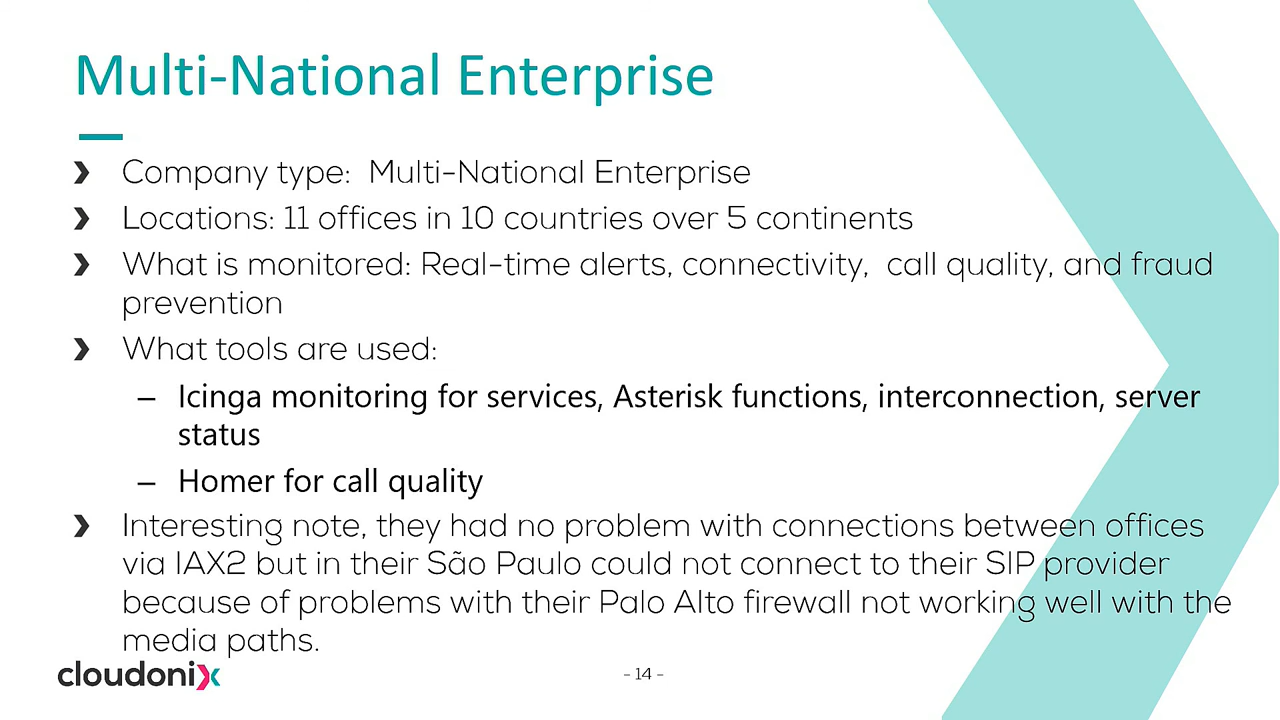 Multi-National Enterprise
Company type:  Multi-National Enterprise
Locations: 11 offices in 10 countries over 5 continents
What is monitored: Real-time alerts, connectivity,  call quality, and fraud
prevention
What tools are used:
– Icinga monitoring for services, Asterisk functions, interconnection, server
status
– Homer for call quality
Interesting note, they had no problem with connections between offices
via IAX2 but in their São Paulo could not connect to their SIP provider
because of problems with their Palo Alto firewall not working well with the
media paths.
cloudonix
- 14 -